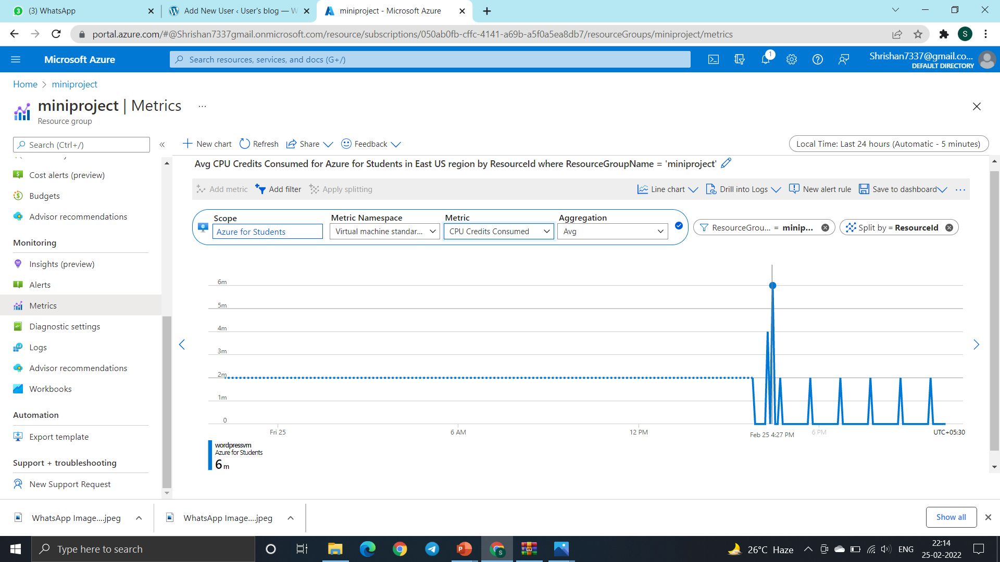 (3) WhatsApp
Add New User ‹ User's blog — W
miniproject - Microsoft Azure
portal.azure.com/#@Shrishan7337gmail.onmicrosoft.com/resource/subscriptions/050ab0fb-cffc-4141-a69b-a5f0a5ea8db7/resourceGroups/miniproject/metrics
S
Microsoft Azure
Search resources, services, and docs (G+/)
1
Shrishan7337@gmail.co...
DEFAULT DIRECTORY
Home > miniproject
miniproject | Metrics ...
Resource group
Search (Ctrl+/)
«
New chart
Refresh
Share
Feedback
Local Time: Last 24 hours (Automatic - 5 minutes)
Cost alerts (preview)
Budgets
Advisor recommendations
Monitoring
Insights (preview)
Alerts
Metrics
Diagnostic settings
Logs
Advisor recommendations
Workbooks
Automation
Export template
Support + troubleshooting
New Support Request
Avg CPU Credits Consumed for Azure for Students in East US region by ResourceId where ResourceGroupName = 'miniproject'
Add metric
Add filter
Apply splitting
Line chart
Drill into Logs
New alert rule
Save to dashboard
...
Scope
Azure for Students
Metric Namespace
Virtual machine standar...
Metric
CPU Credits Consumed
Aggregation
Avg
ResourceGrou... = minip...
Split by = ResourceId
6m
5m
4m
3m
2m
1m
0
Fri 25
6 AM
12 PM
Feb 25 4:27 PM
6 PM
UTC+05:30
wordpressvm
Azure for Students
6 m
WhatsApp Image....jpeg
WhatsApp Image....jpeg
Show all
Type here to search
26°C Haze
ENG
22:14
25-02-2022